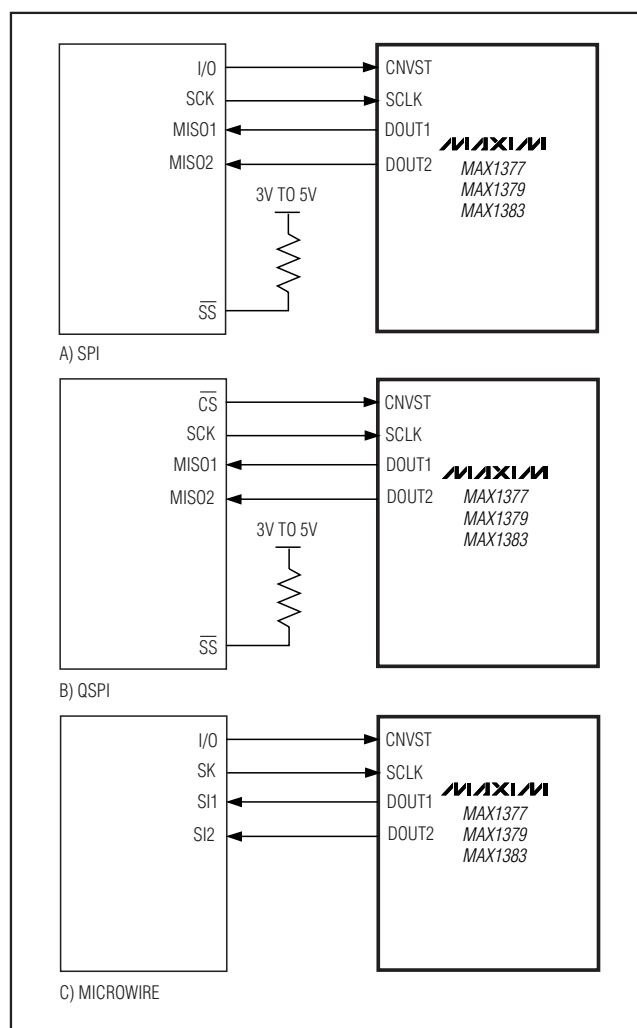 I/O CNVST
SCK SCLK
MISO1 DOUT1
MISO2 DOUT2
MAXIM
MAX1377
MAX1379
MAX1383
3V TO 5V
SS
A) SPI
CS CNVST
SCK SCLK
MISO1 DOUT1
MISO2 DOUT2
MAXIM
MAX1377
MAX1379
MAX1383
3V TO 5V
SS
B) QSPI
I/O CNVST
SK SCLK
SI1 DOUT1
SI2 DOUT2
MAXIM
MAX1377
MAX1379
MAX1383
C) MICROWIRE